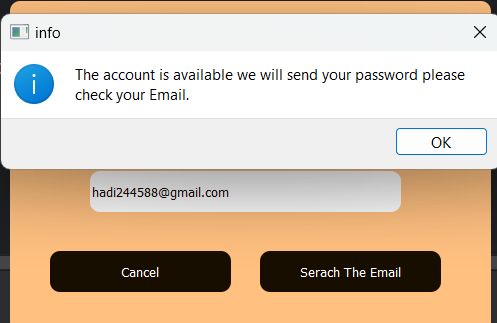 info
The account is available we will send your password please
check your Email.
OK
hadi244588@gmail.com
Cancel
Serach The Email